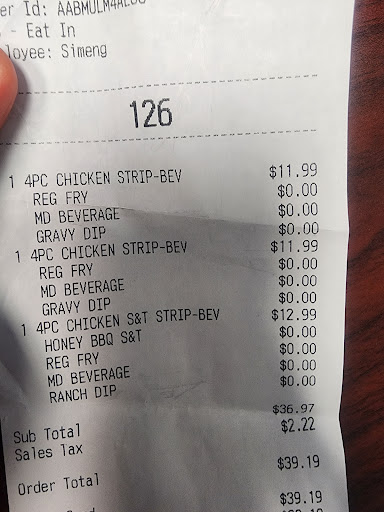 er Id:
- Eat In
loyee: Simeng
126
1 4PC CHICKEN STRIP-BEV $11.99
REG FRY $0.00
MD BEVERAGE $0.00
GRAVY DIP $0.00
1 4PC CHICKEN STRIP-BEV $11.99
REG FRY $0.00
MD BEVERAGE $0.00
GRAVY DIP $0.00
1 4PC CHICKEN S&T STRIP-BEV $12.99
HONEY BBQ S&T $0.00
REG FRY $0.00
MD BEVERAGE $0.00
RANCH DIP $0.00
Sub Total $36.97
Sales Tax $2.22
Order Total $39.19
$39.19